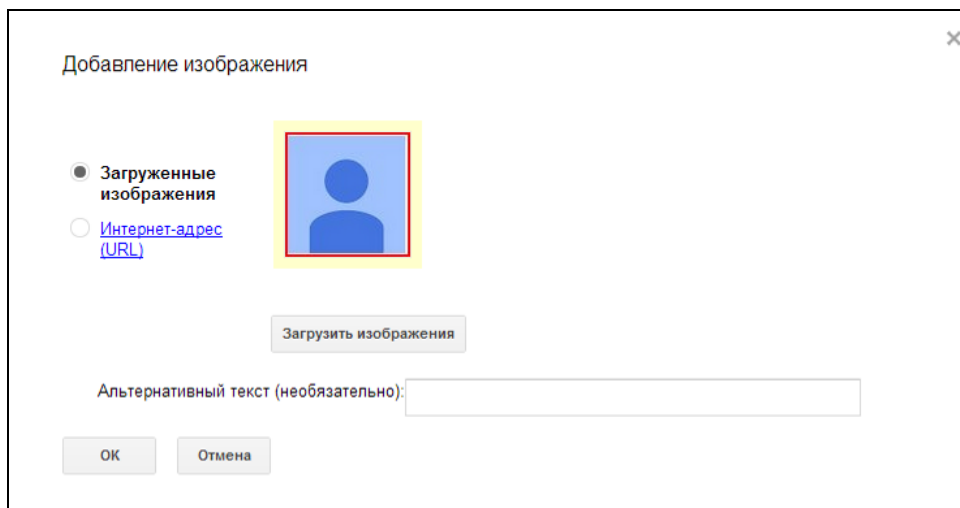 Добавление изображения
Загруженные
изображения
Интернет-адрес
(URL)
Загрузить изображения
Альтернативный текст (необязательно):
ОК
Отмена